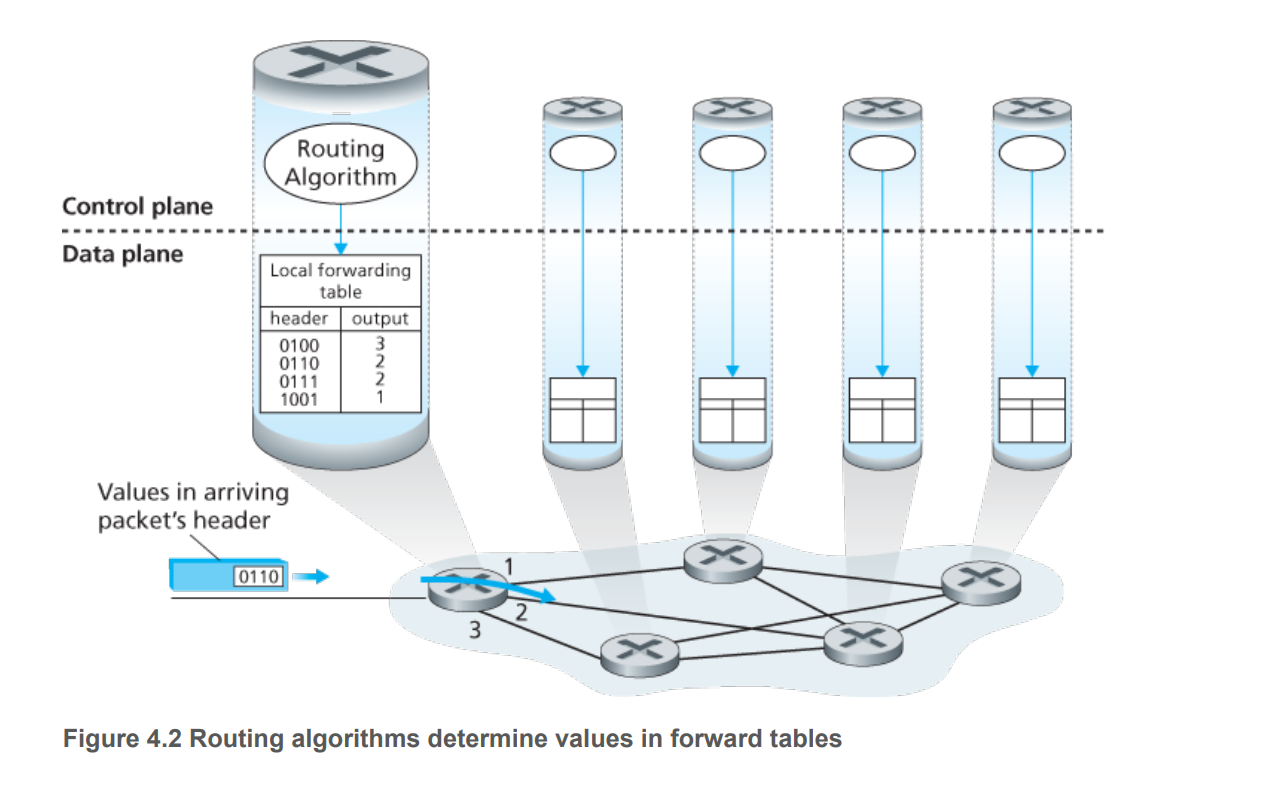 Routing
Algorithm
Control plane
Data plane
Local forwarding
table
header output
0100 3
0110 2
0111 2
1001 1
Values in arriving
packet's header
0110
1
2
3
Figure 4.2 Routing algorithms determine values in forward tables